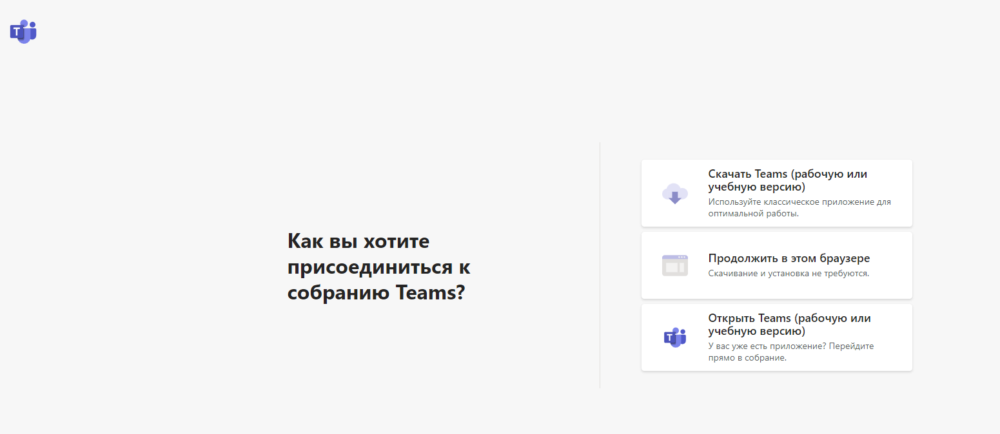 T
Как вы хотите
присоединиться к
собранию Teams?
Скачать Teams (рабочую или
учебную версию)
Используйте классическое приложение для
оптимальной работы.
Продолжить в этом браузере
Скачивание и установка не требуются.
T
Открыть Teams (рабочую или
учебную версию)
У вас уже есть приложение? Перейдите
прямо в собрание.